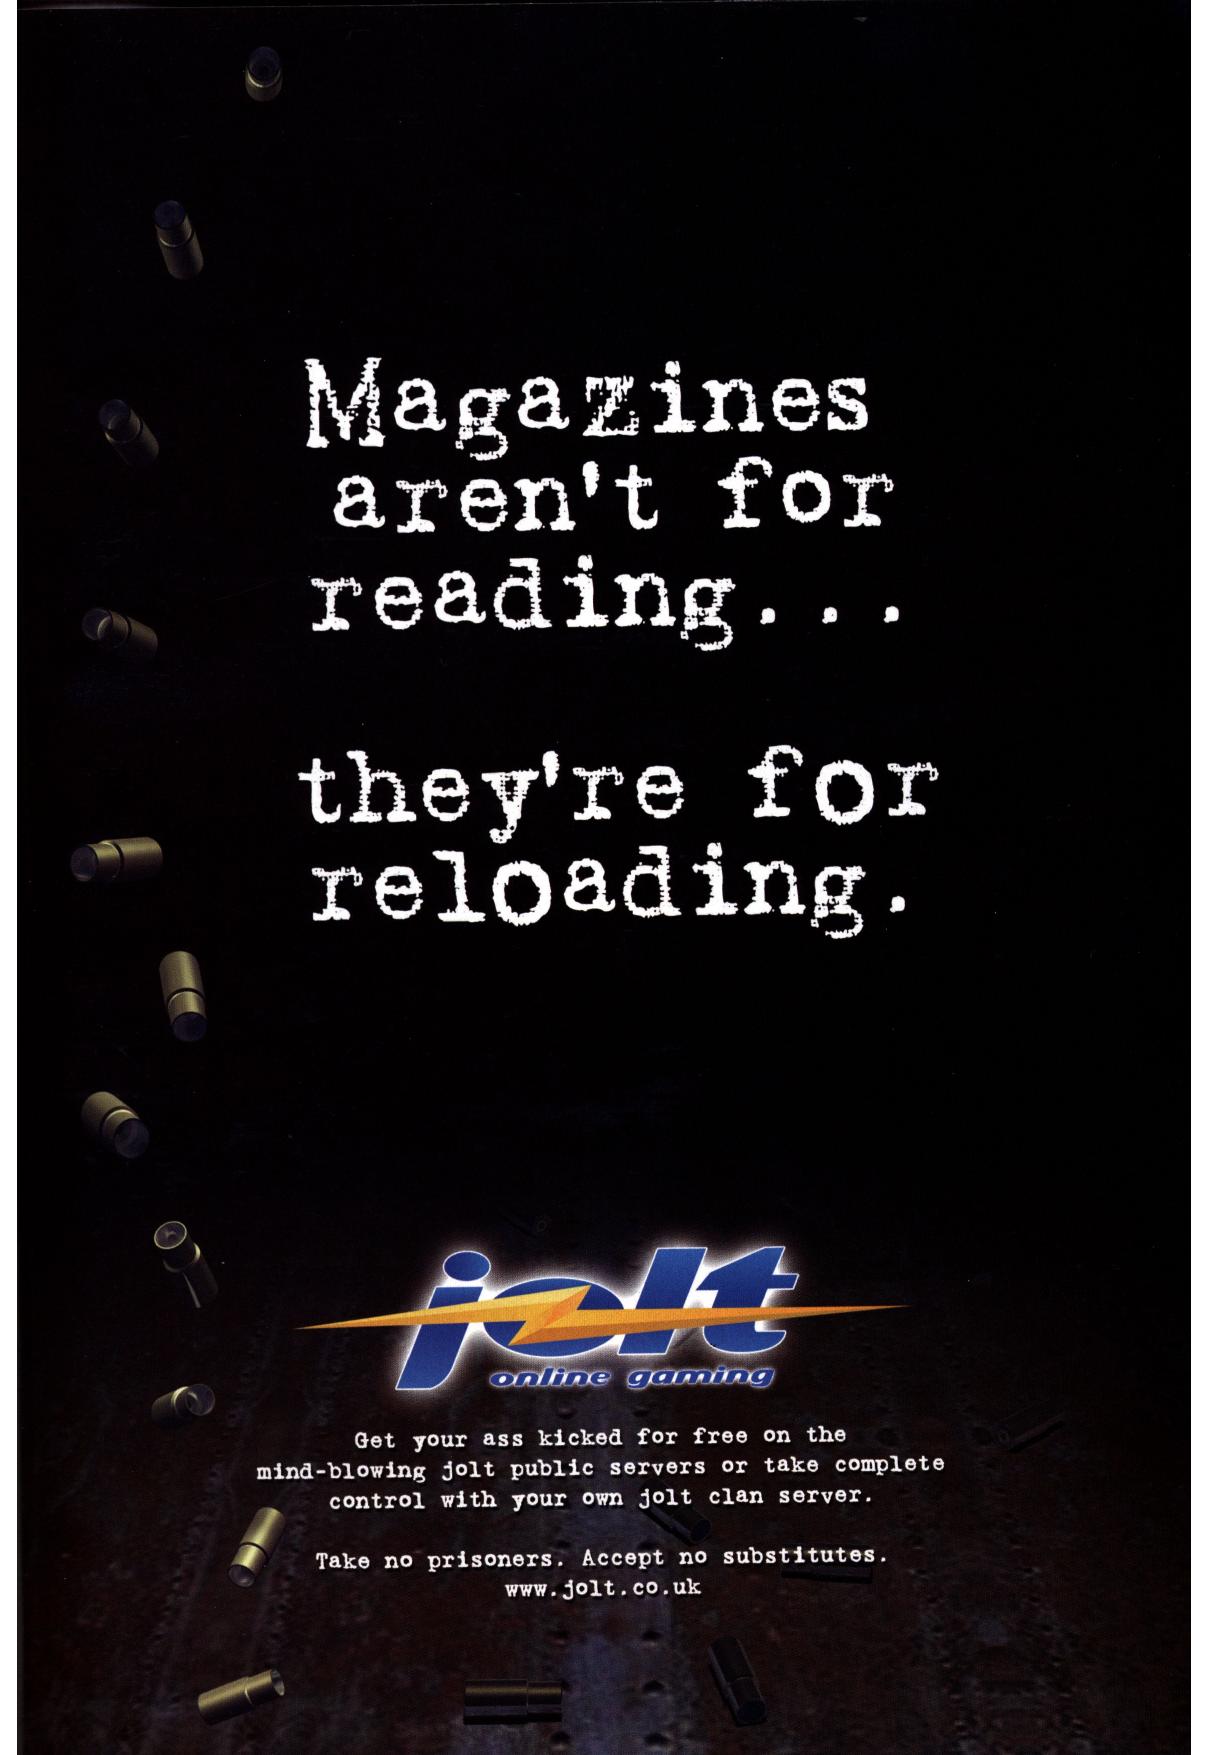 Magazines
aren't for
reading...
they're for
reloading.
jolt
online gaming
Get your ass kicked for free on the
mind-blowing jolt public servers or take complete
control with your own jolt clan server.
Take no prisoners. Accept no substitutes.
www.jolt.co.uk